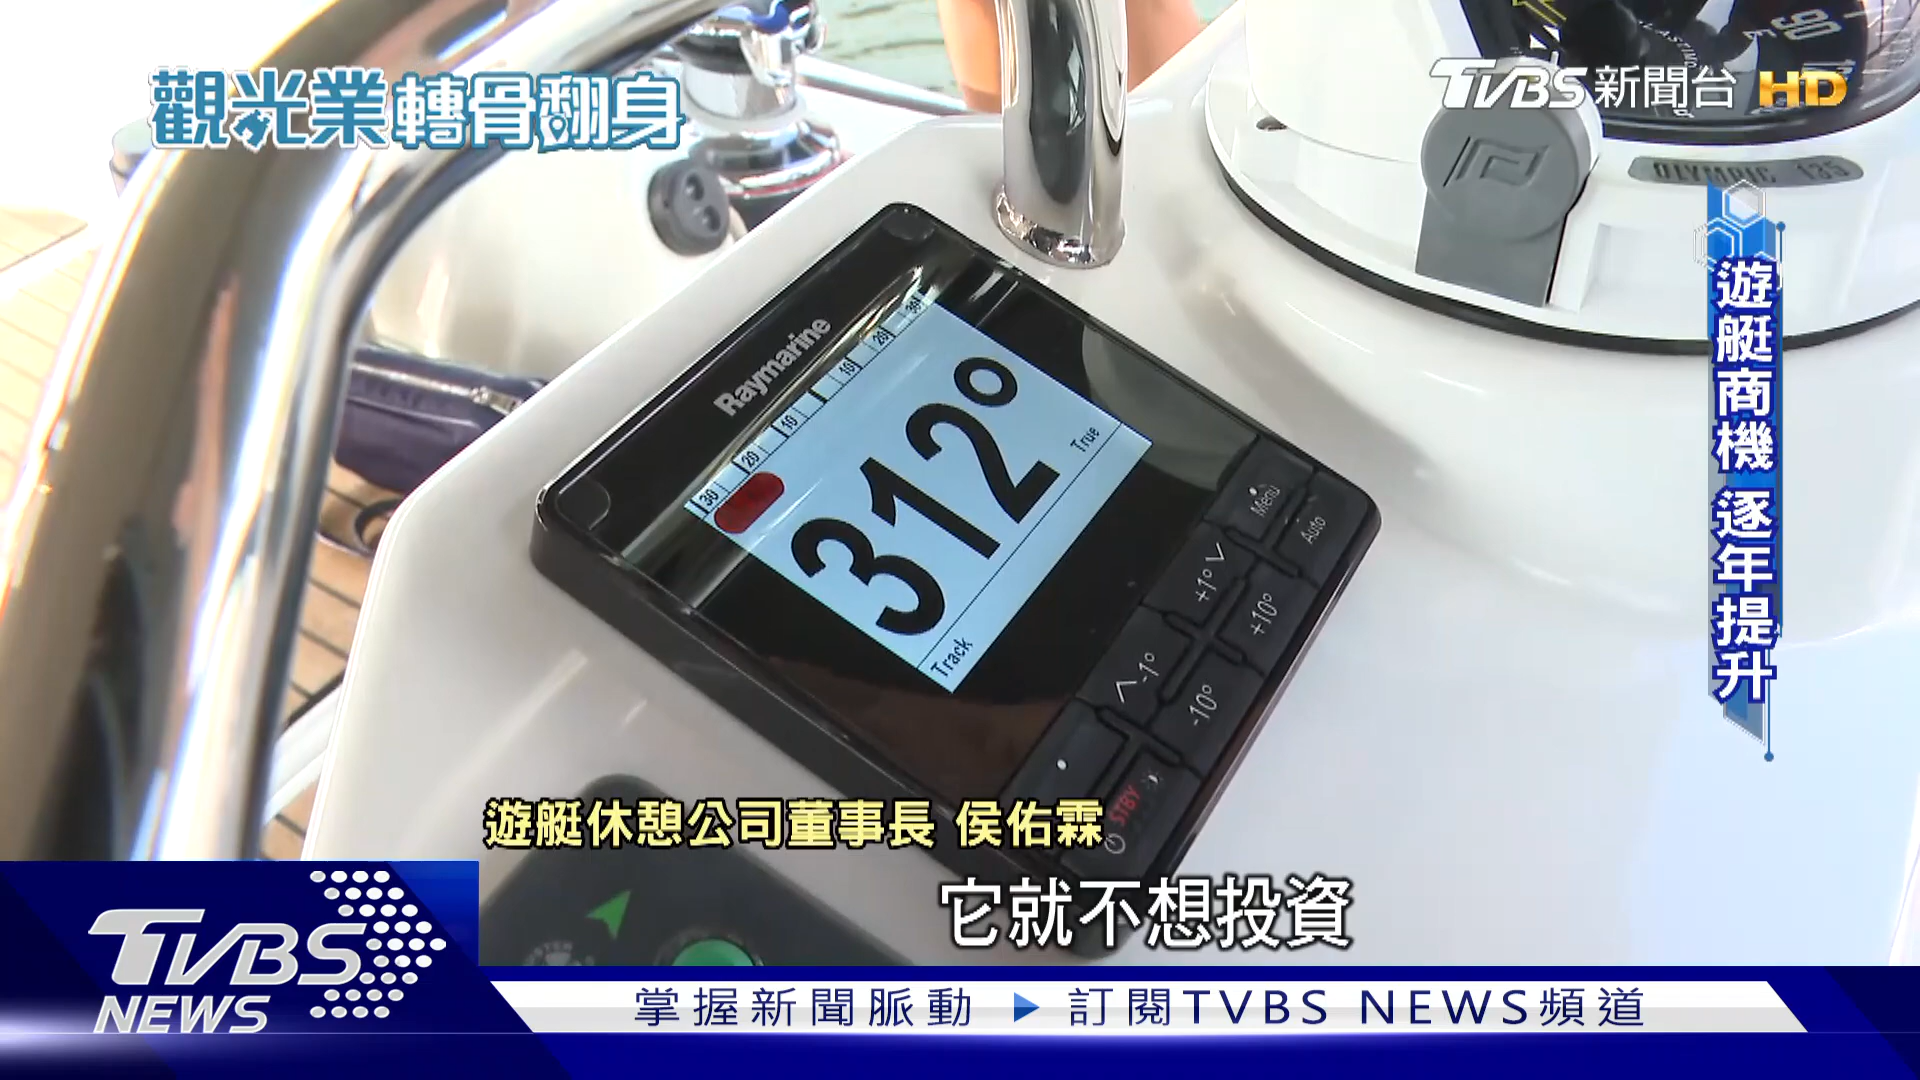 觀光業轉骨翻身
TVBS新聞台 HD
OLYMPIC 135
90
E
遊艇商機 逐年提升
Raymarine
30 20 10 10 20 30
312°
Track True
Menu
Auto
+1°
+10°
-1°
-10°
STBY
遊艇休憩公司董事長 侯佑霖
它就不想投資
TVBS
NEWS
掌握新聞脈動 ▶ 訂閱TVBS NEWS頻道